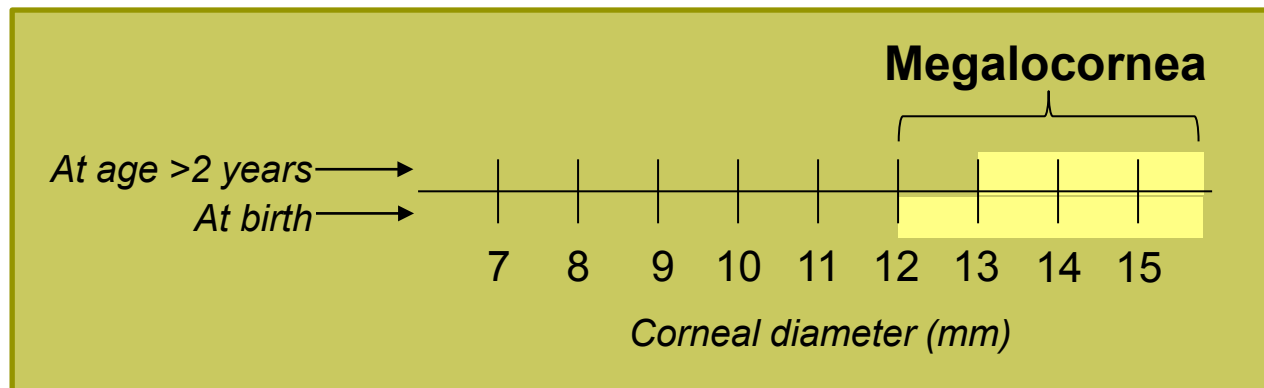 Megalocornea
At age >2 years
At birth
7 8 9 10 11 12 13 14 15
Corneal diameter (mm)